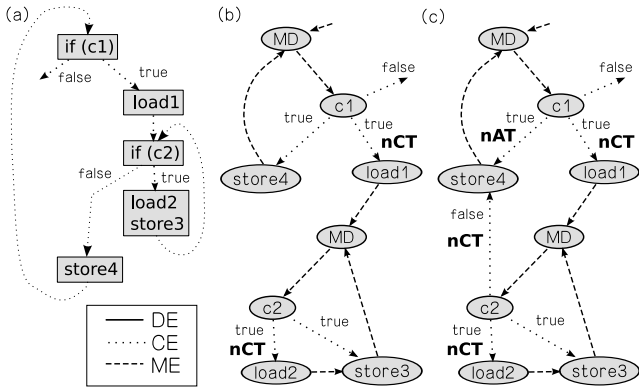 (a)
if (c1)
false
true
load1
if (c2)
false
true
load2
store3
store4
DE
CE
ME
(b)
MD
c1
false
true
true
nCT
store4
load1
MD
c2
true
true
nCT
load2
store3
(c)
MD
c1
false
true
nAT
true
nCT
store4
load1
false
nCT
MD
c2
true
true
nCT
load2
store3